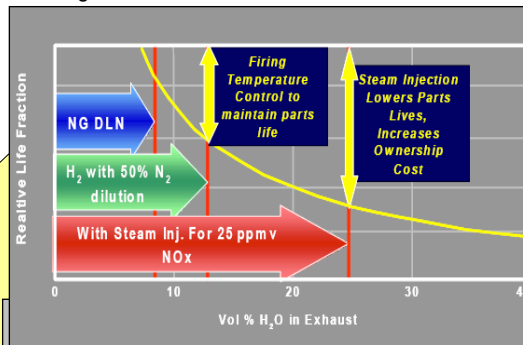 Firing
Temperature
Control to
maintain parts
life
Steam Injection
Lowers Parts
Lives,
Increases
Ownership
Cost
NG DLN
H2 with 50% N2
dilution
With Steam Inj. For 25 ppmv
NOx
Realtive Life Fraction
0 10 20 30
Vol % H2O in Exhaust